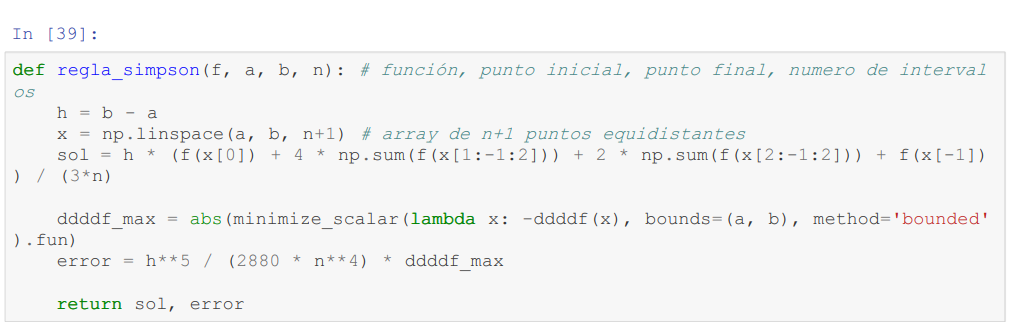 In [39]:
def regla_simpson(f, a, b, n): # función, punto inicial, punto final, numero de interval
os
    h = b - a
    x = np.linspace(a, b, n+1) # array de n+1 puntos equidistantes
    sol = h * (f(x[0]) + 4 * np.sum(f(x[1:-1:2])) + 2 * np.sum(f(x[2:-1:2])) + f(x[-1])
) / (3*n)
    ddddf_max = abs(minimize_scalar(lambda x: -ddddf(x), bounds=(a, b), method='bounded'
).fun)
    error = h**5 / (2880 * n**4) * ddddf_max
    return sol, error